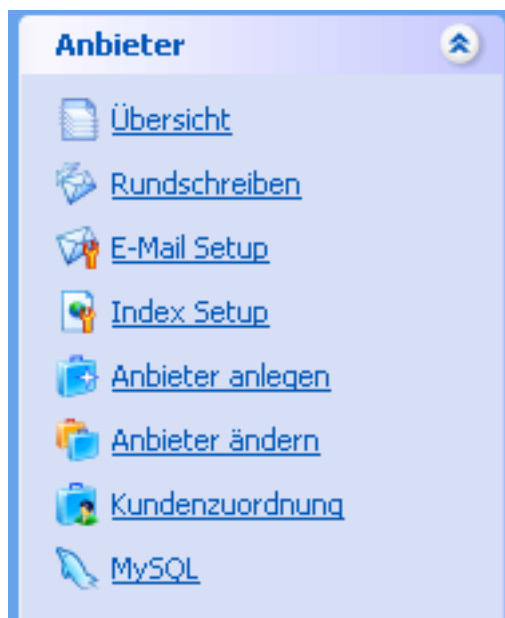 Anbieter
Übersicht
Rundschreiben
E-Mail Setup
Index Setup
Anbieter anlegen
Anbieter ändern
Kundenzuordnung
MySQL